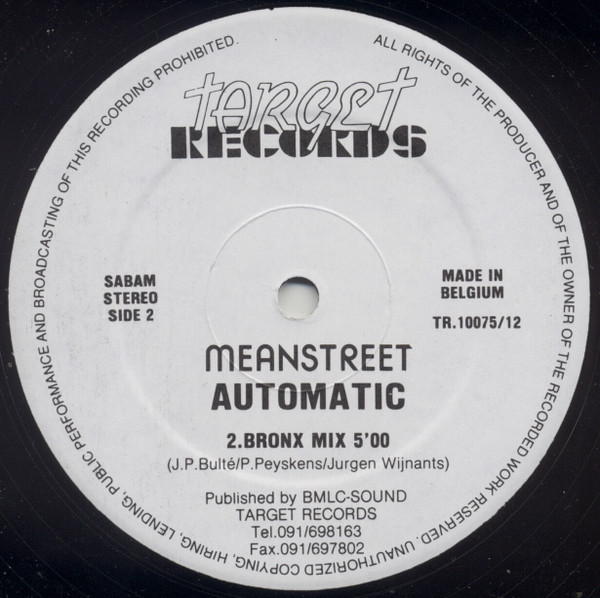 TARGET
RECORDS
SABAM
STEREO
SIDE 2
MADE IN
BELGIUM
TR.10075/12
MEANSTREET
AUTOMATIC
2.BRONX MIX 5'00
(J.P.Bulté/P.Peyskens/Jurgen Wijnants)
Published by BMLC-SOUND
TARGET RECORDS
Tel.091/698163
Fax.091/697802
ALL RIGHTS OF THE PRODUCER AND OF THE OWNER OF THE RECORDED WORK RESERVED. UNAUTHORIZED COPYING, HIRING, LENDING, PUBLIC PERFORMANCE AND BROADCASTING OF THIS RECORDING PROHIBITED.